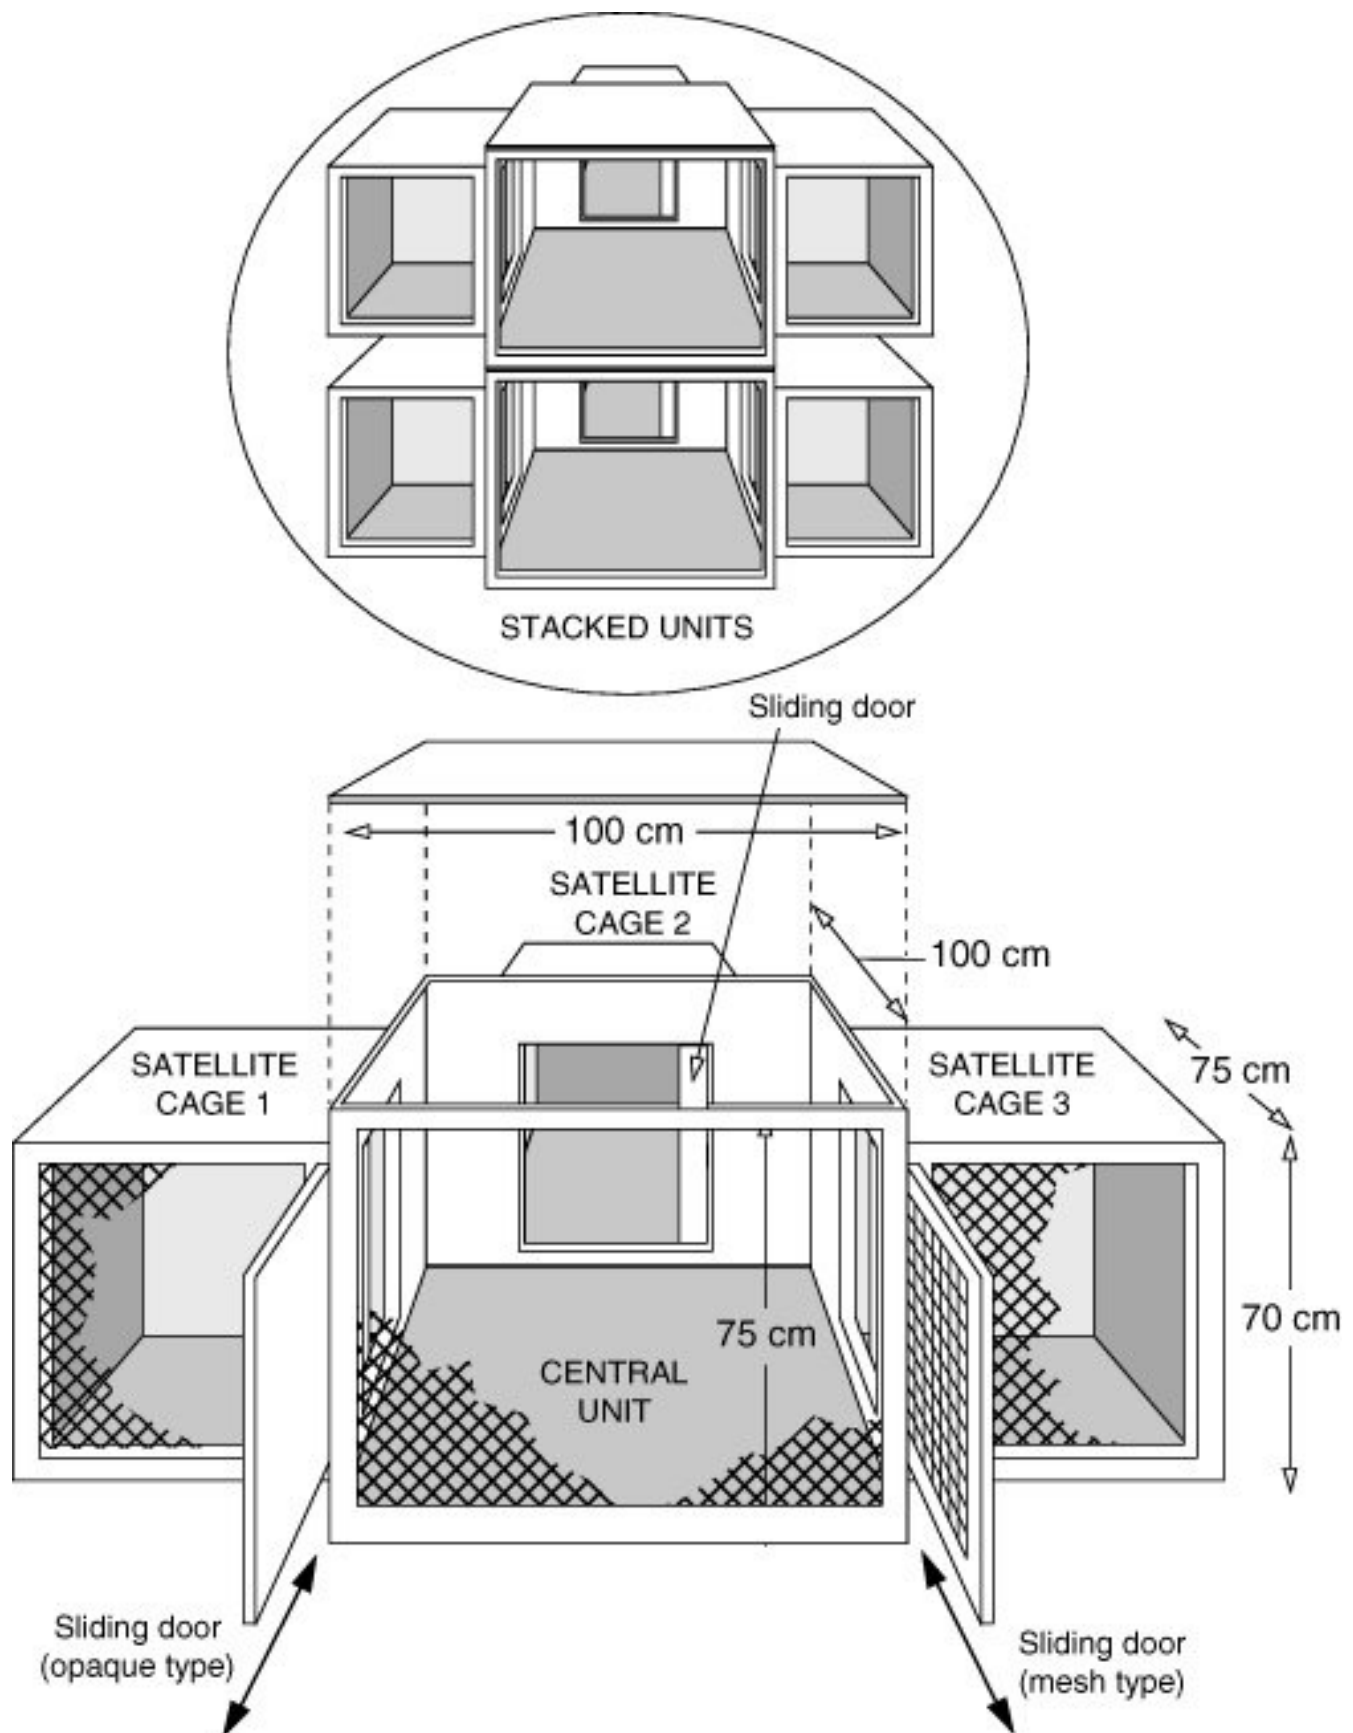 STACKED UNITS
Sliding door
100 cm
SATELLITE
CAGE 2
100 cm
SATELLITE
CAGE 1
SATELLITE
CAGE 3
75 cm
70 cm
75 cm
CENTRAL
UNIT
Sliding door
(opaque type)
Sliding door
(mesh type)